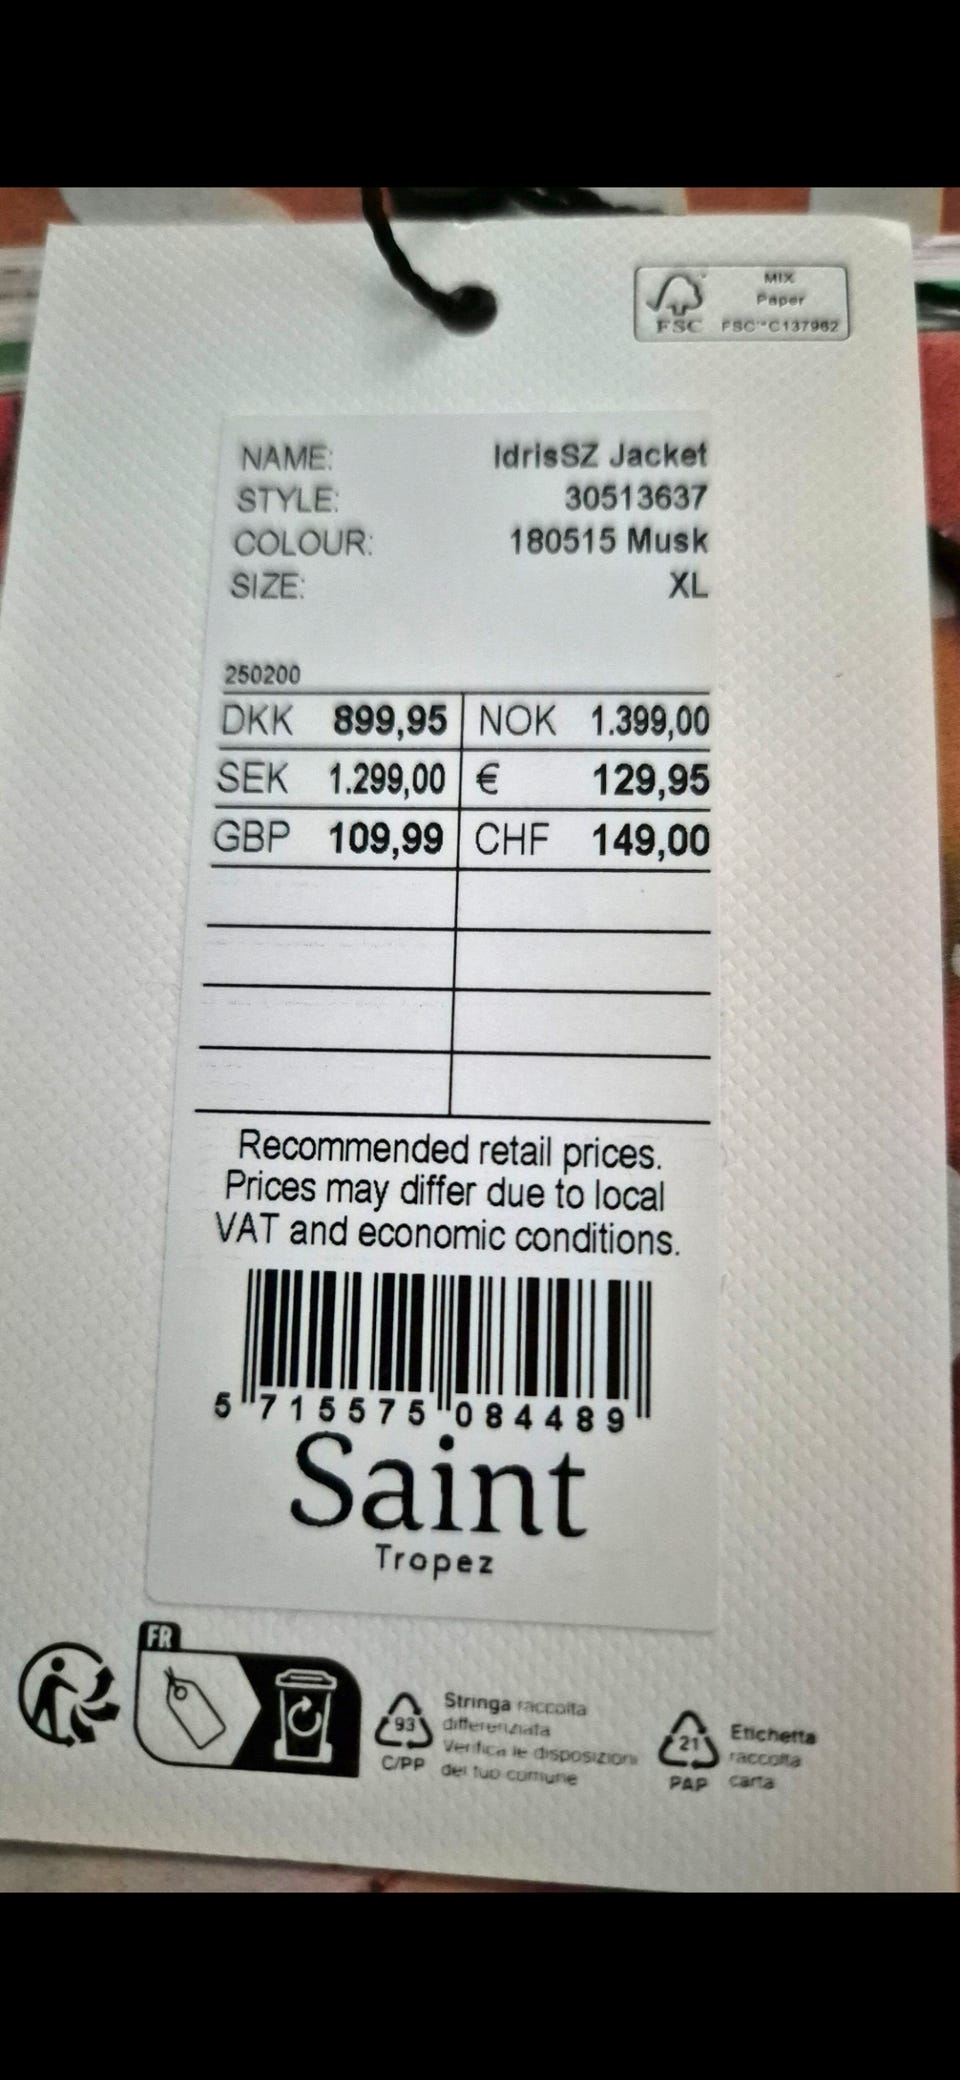 MIX
Paper
FSC FSC™ C137962
NAME: IdrisSZ Jacket
STYLE: 30513637
COLOUR: 180515 Musk
SIZE: XL
250200
DKK 899,95 NOK 1.399,00
SEK 1.299,00 € 129,95
GBP 109,99 CHF 149,00
Recommended retail prices.
Prices may differ due to local
VAT and economic conditions.
5 715575 084489
Saint
Tropez
FR
93
C/PP
Stringa raccolta
differenziata
Verifica le disposizioni
del tuo comune
21
PAP
Etichetta
raccolta
carta